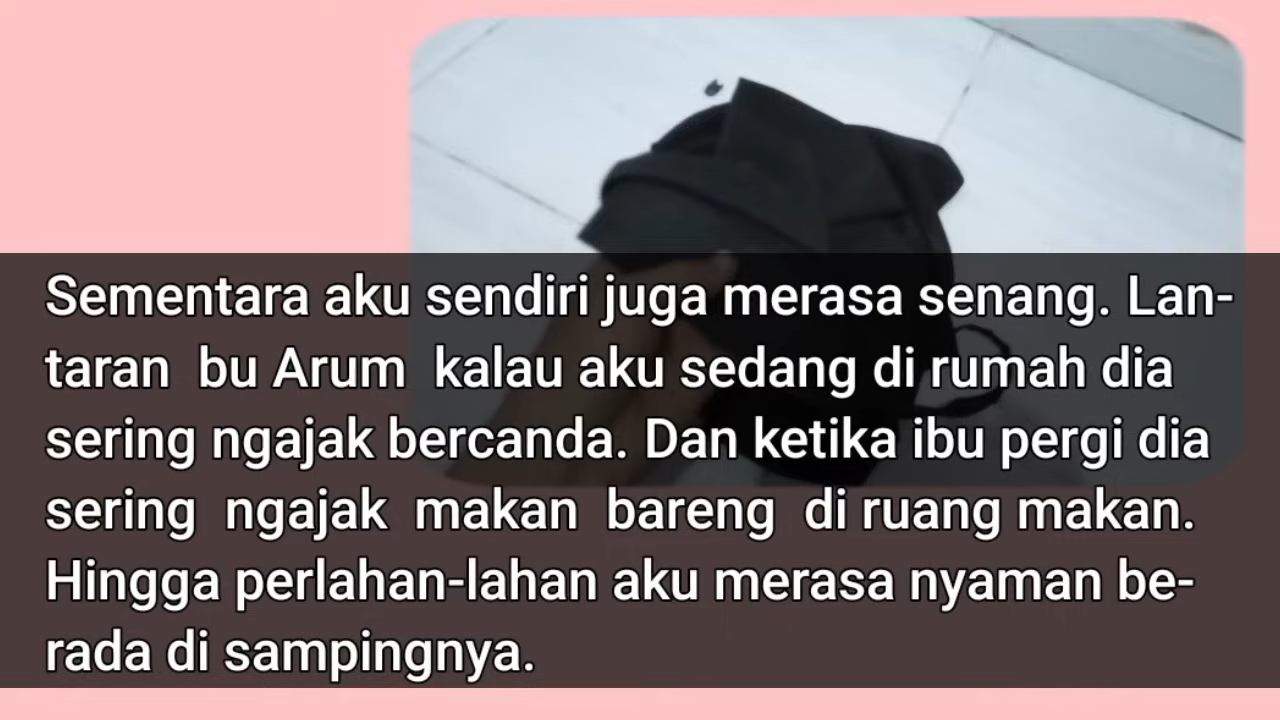 Sementara aku sendiri juga merasa senang. Lan-
taran bu Arum kalau aku sedang di rumah dia
sering ngajak bercanda. Dan ketika ibu pergi dia
sering ngajak makan bareng di ruang makan.
Hingga perlahan-lahan aku merasa nyaman be-
rada di sampingnya.